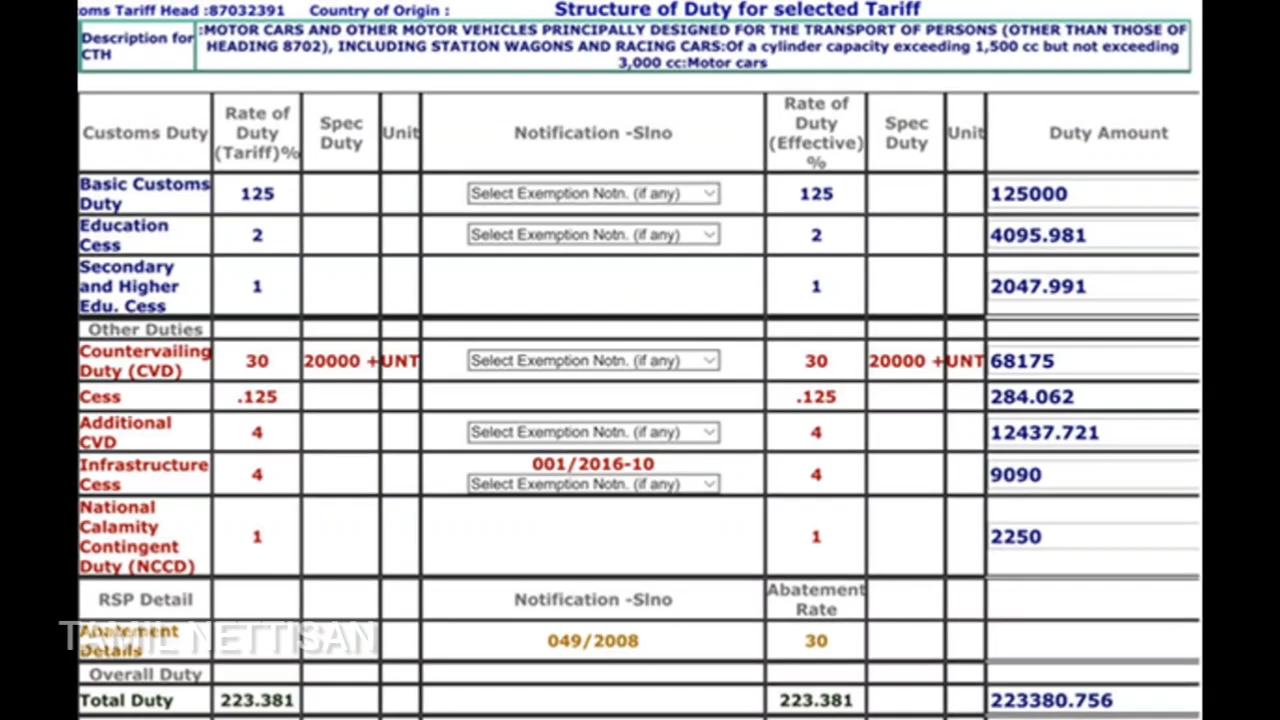 oms Tariff Head :87032391 Country of Origin : Structure of Duty for selected Tariff
Description for CTH
:MOTOR CARS AND OTHER MOTOR VEHICLES PRINCIPALLY DESIGNED FOR THE TRANSPORT OF PERSONS (OTHER THAN THOSE OF
HEADING 8702), INCLUDING STATION WAGONS AND RACING CARS:Of a cylinder capacity exceeding 1,500 cc but not exceeding
3,000 cc:Motor cars
Customs Duty Rate of Duty (Tariff)% Spec Duty Unit Notification -Slno Rate of Duty (Effective) % Spec Duty Unit Duty Amount
Basic Customs Duty 125 Select Exemption Notn. (if any) 125 125000
Education Cess 2 Select Exemption Notn. (if any) 2 4095.981
Secondary and Higher Edu. Cess 1 1 2047.991
Other Duties
Countervailing Duty (CVD) 30 20000 + UNT Select Exemption Notn. (if any) 30 20000 + UNT 68175
Cess .125 .125 284.062
Additional CVD 4 Select Exemption Notn. (if any) 4 12437.721
Infrastructure Cess 4 001/2016-10 Select Exemption Notn. (if any) 4 9090
National Calamity Contingent Duty (NCCD) 1 1 2250
RSP Detail Notification -Slno Abatement Rate
Abatement Details 049/2008 30
TAMIL NETTISAN
Overall Duty
Total Duty 223.381 223.381 223380.756